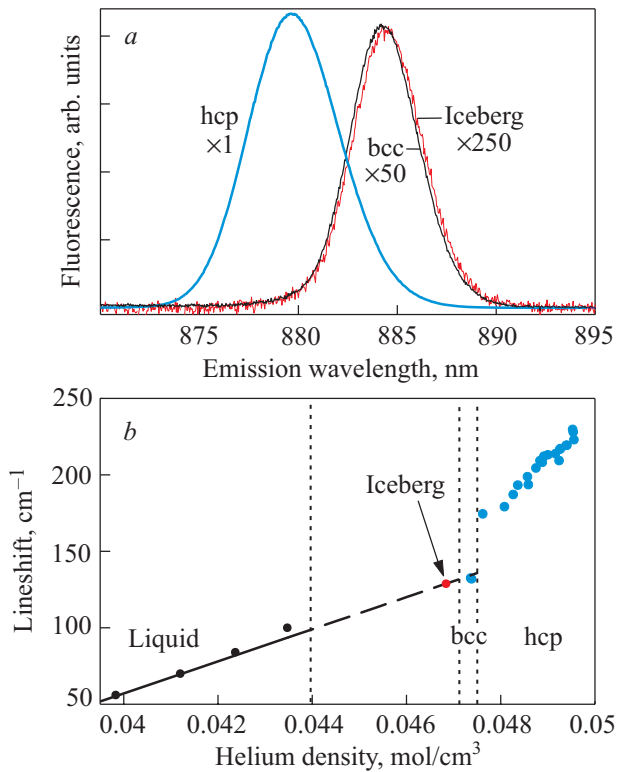 a
Fluorescence, arb. units
hcp
×1
Iceberg
×250
bcc
×50
875 880 885 890 895
Emission wavelength, nm
b
250
200
150
100
50
Lineshift, cm⁻¹
Iceberg
Liquid
bcc
hcp
0.04 0.042 0.044 0.046 0.048 0.05
Helium density, mol/cm³